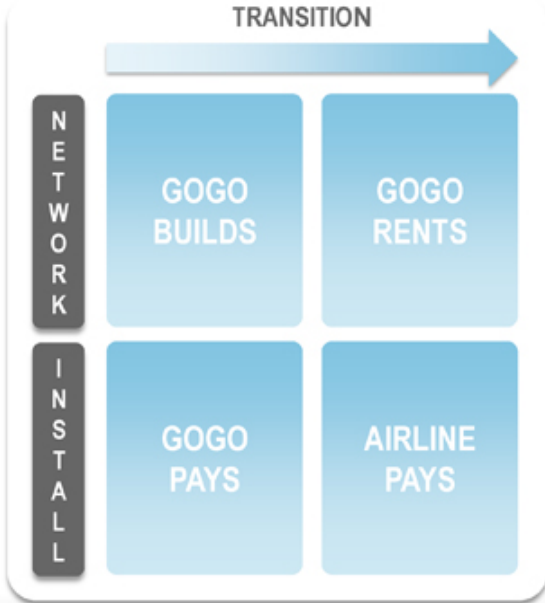 TRANSITION
NETWORK
GOGO
BUILDS
GOGO
RENTS
INSTALL
GOGO
PAYS
AIRLINE
PAYS